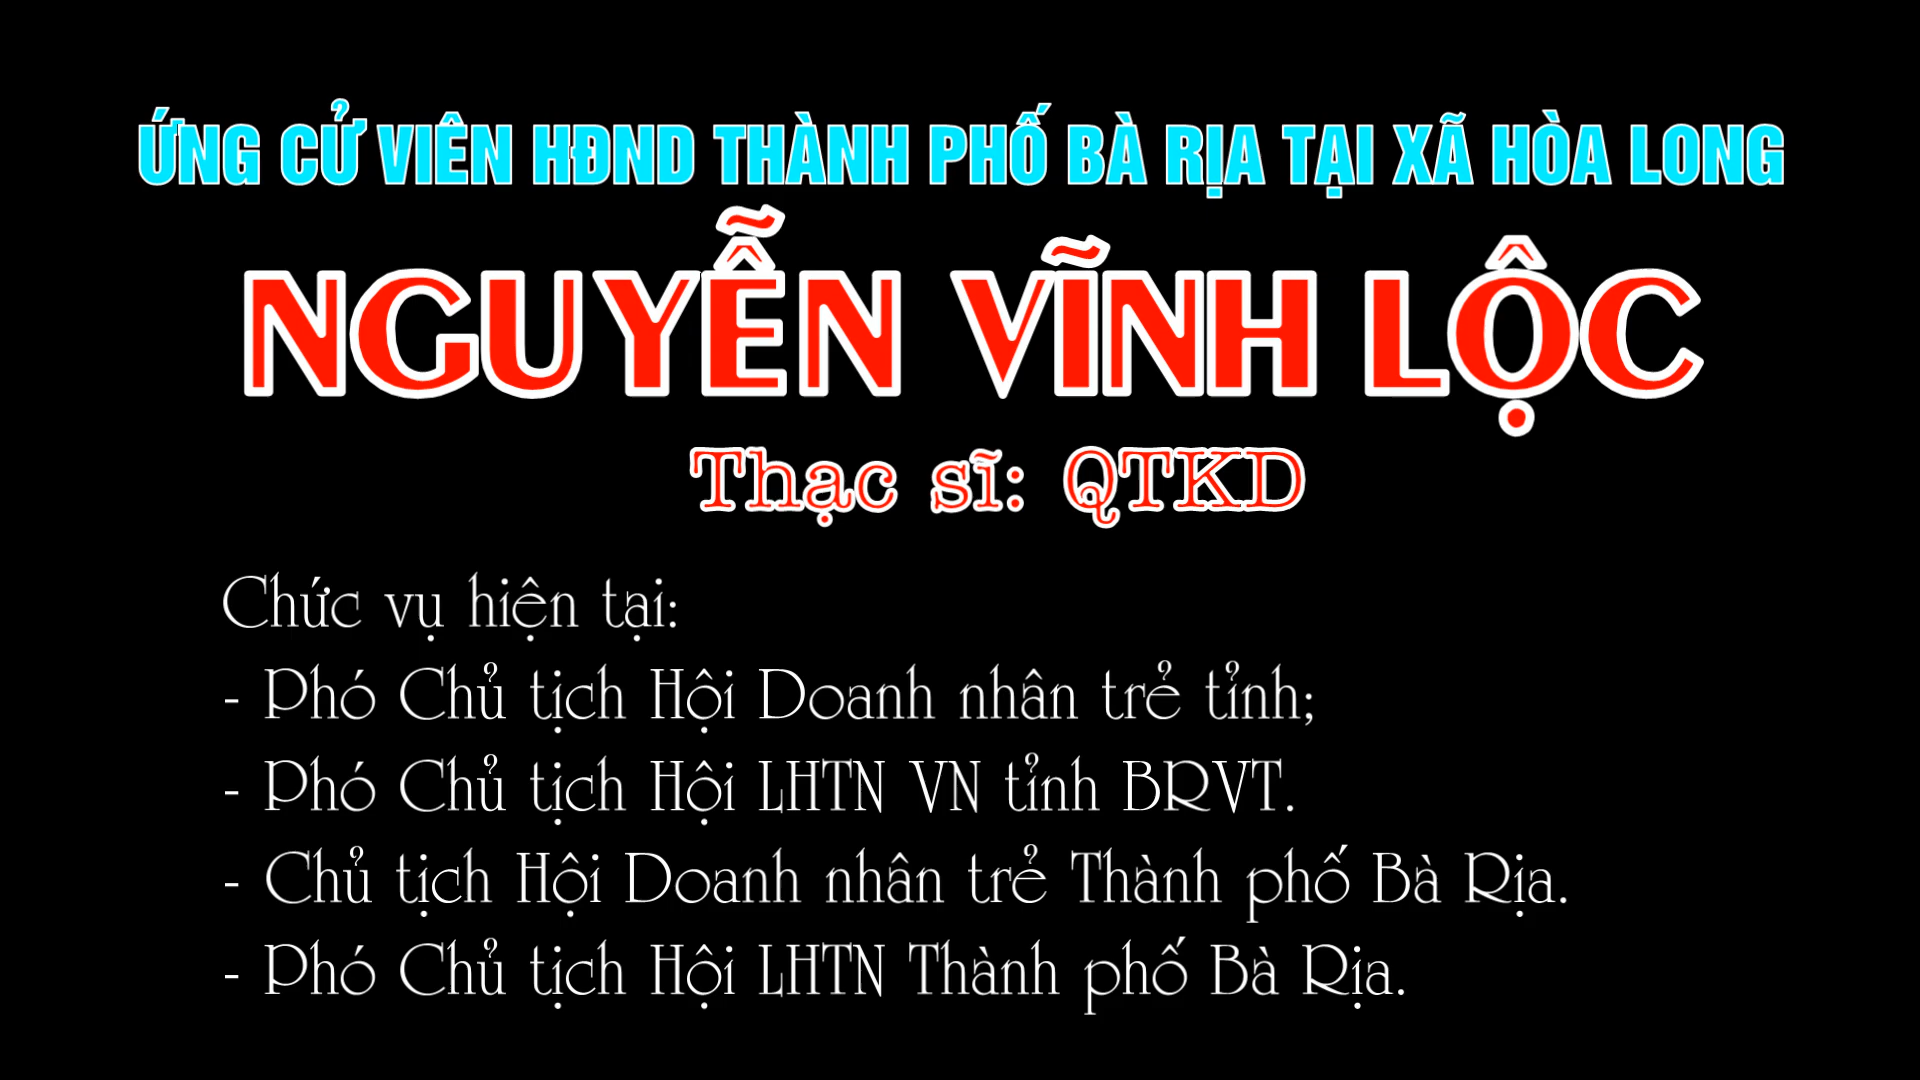 ỨNG CỬ VIÊN HĐND THÀNH PHỐ BÀ RỊA TẠI XÃ HÒA LONG
NGUYỄN VĨNH LỘC
Thạc sĩ: QTKD
Chức vụ hiện tại:
- Phó Chủ tịch Hội Doanh nhân trẻ tỉnh;
- Phó Chủ tịch Hội LHTN VN tỉnh BRVT.
- Chủ tịch Hội Doanh nhân trẻ Thành phố Bà Rịa.
- Phó Chủ tịch Hội LHTN Thành phố Bà Rịa.